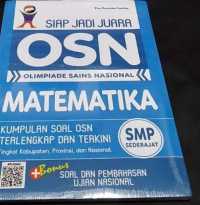 SIAP JADI JUARA
OSN
OLIMPIADE SAINS NASIONAL
MATEMATIKA
KUMPULAN SOAL OSN
TERLENGKAP DAN TERKINI
Tingkat Kabupaten, Provinsi, dan Nasional
SMP
SEDERAJAT
+Bonus
SOAL DAN PEMBAHASAN
UJIAN NASIONAL